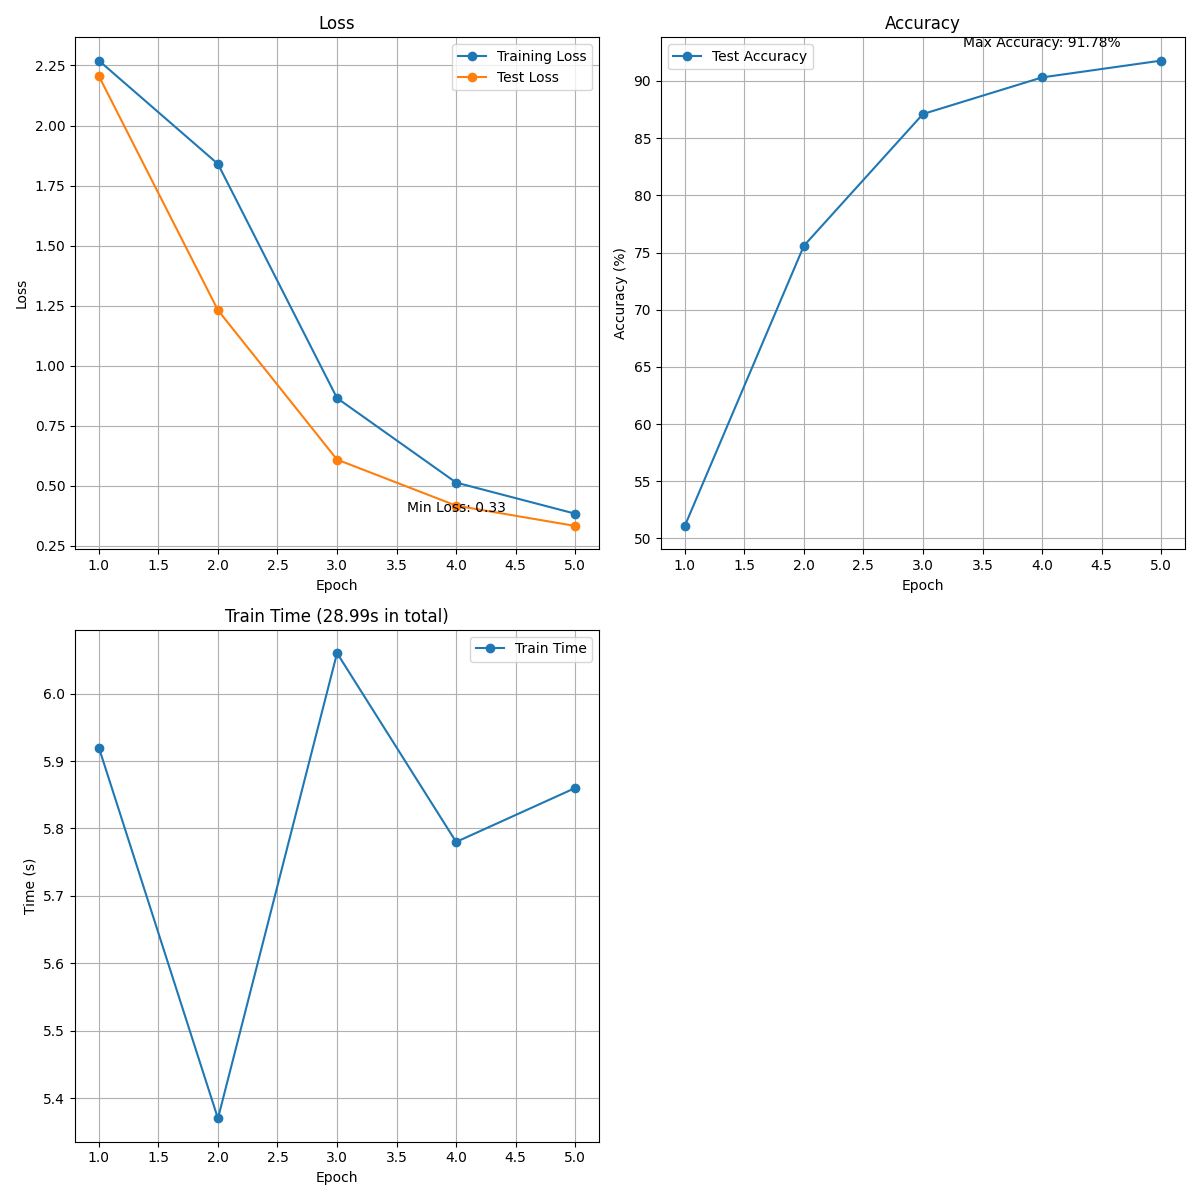 Loss
Training Loss
Test Loss
2.25
2.00
1.75
1.50
1.25
1.00
0.75
0.50
0.25
Loss
Min Loss: 0.33
1.0 1.5 2.0 2.5 3.0 3.5 4.0 4.5 5.0
Epoch
Accuracy
Max Accuracy: 91.78%
Test Accuracy
90
85
80
75
70
65
60
55
50
Accuracy (%)
1.0 1.5 2.0 2.5 3.0 3.5 4.0 4.5 5.0
Epoch
Train Time (28.99s in total)
Train Time
6.0
5.9
5.8
5.7
5.6
5.5
5.4
Time (s)
1.0 1.5 2.0 2.5 3.0 3.5 4.0 4.5 5.0
Epoch